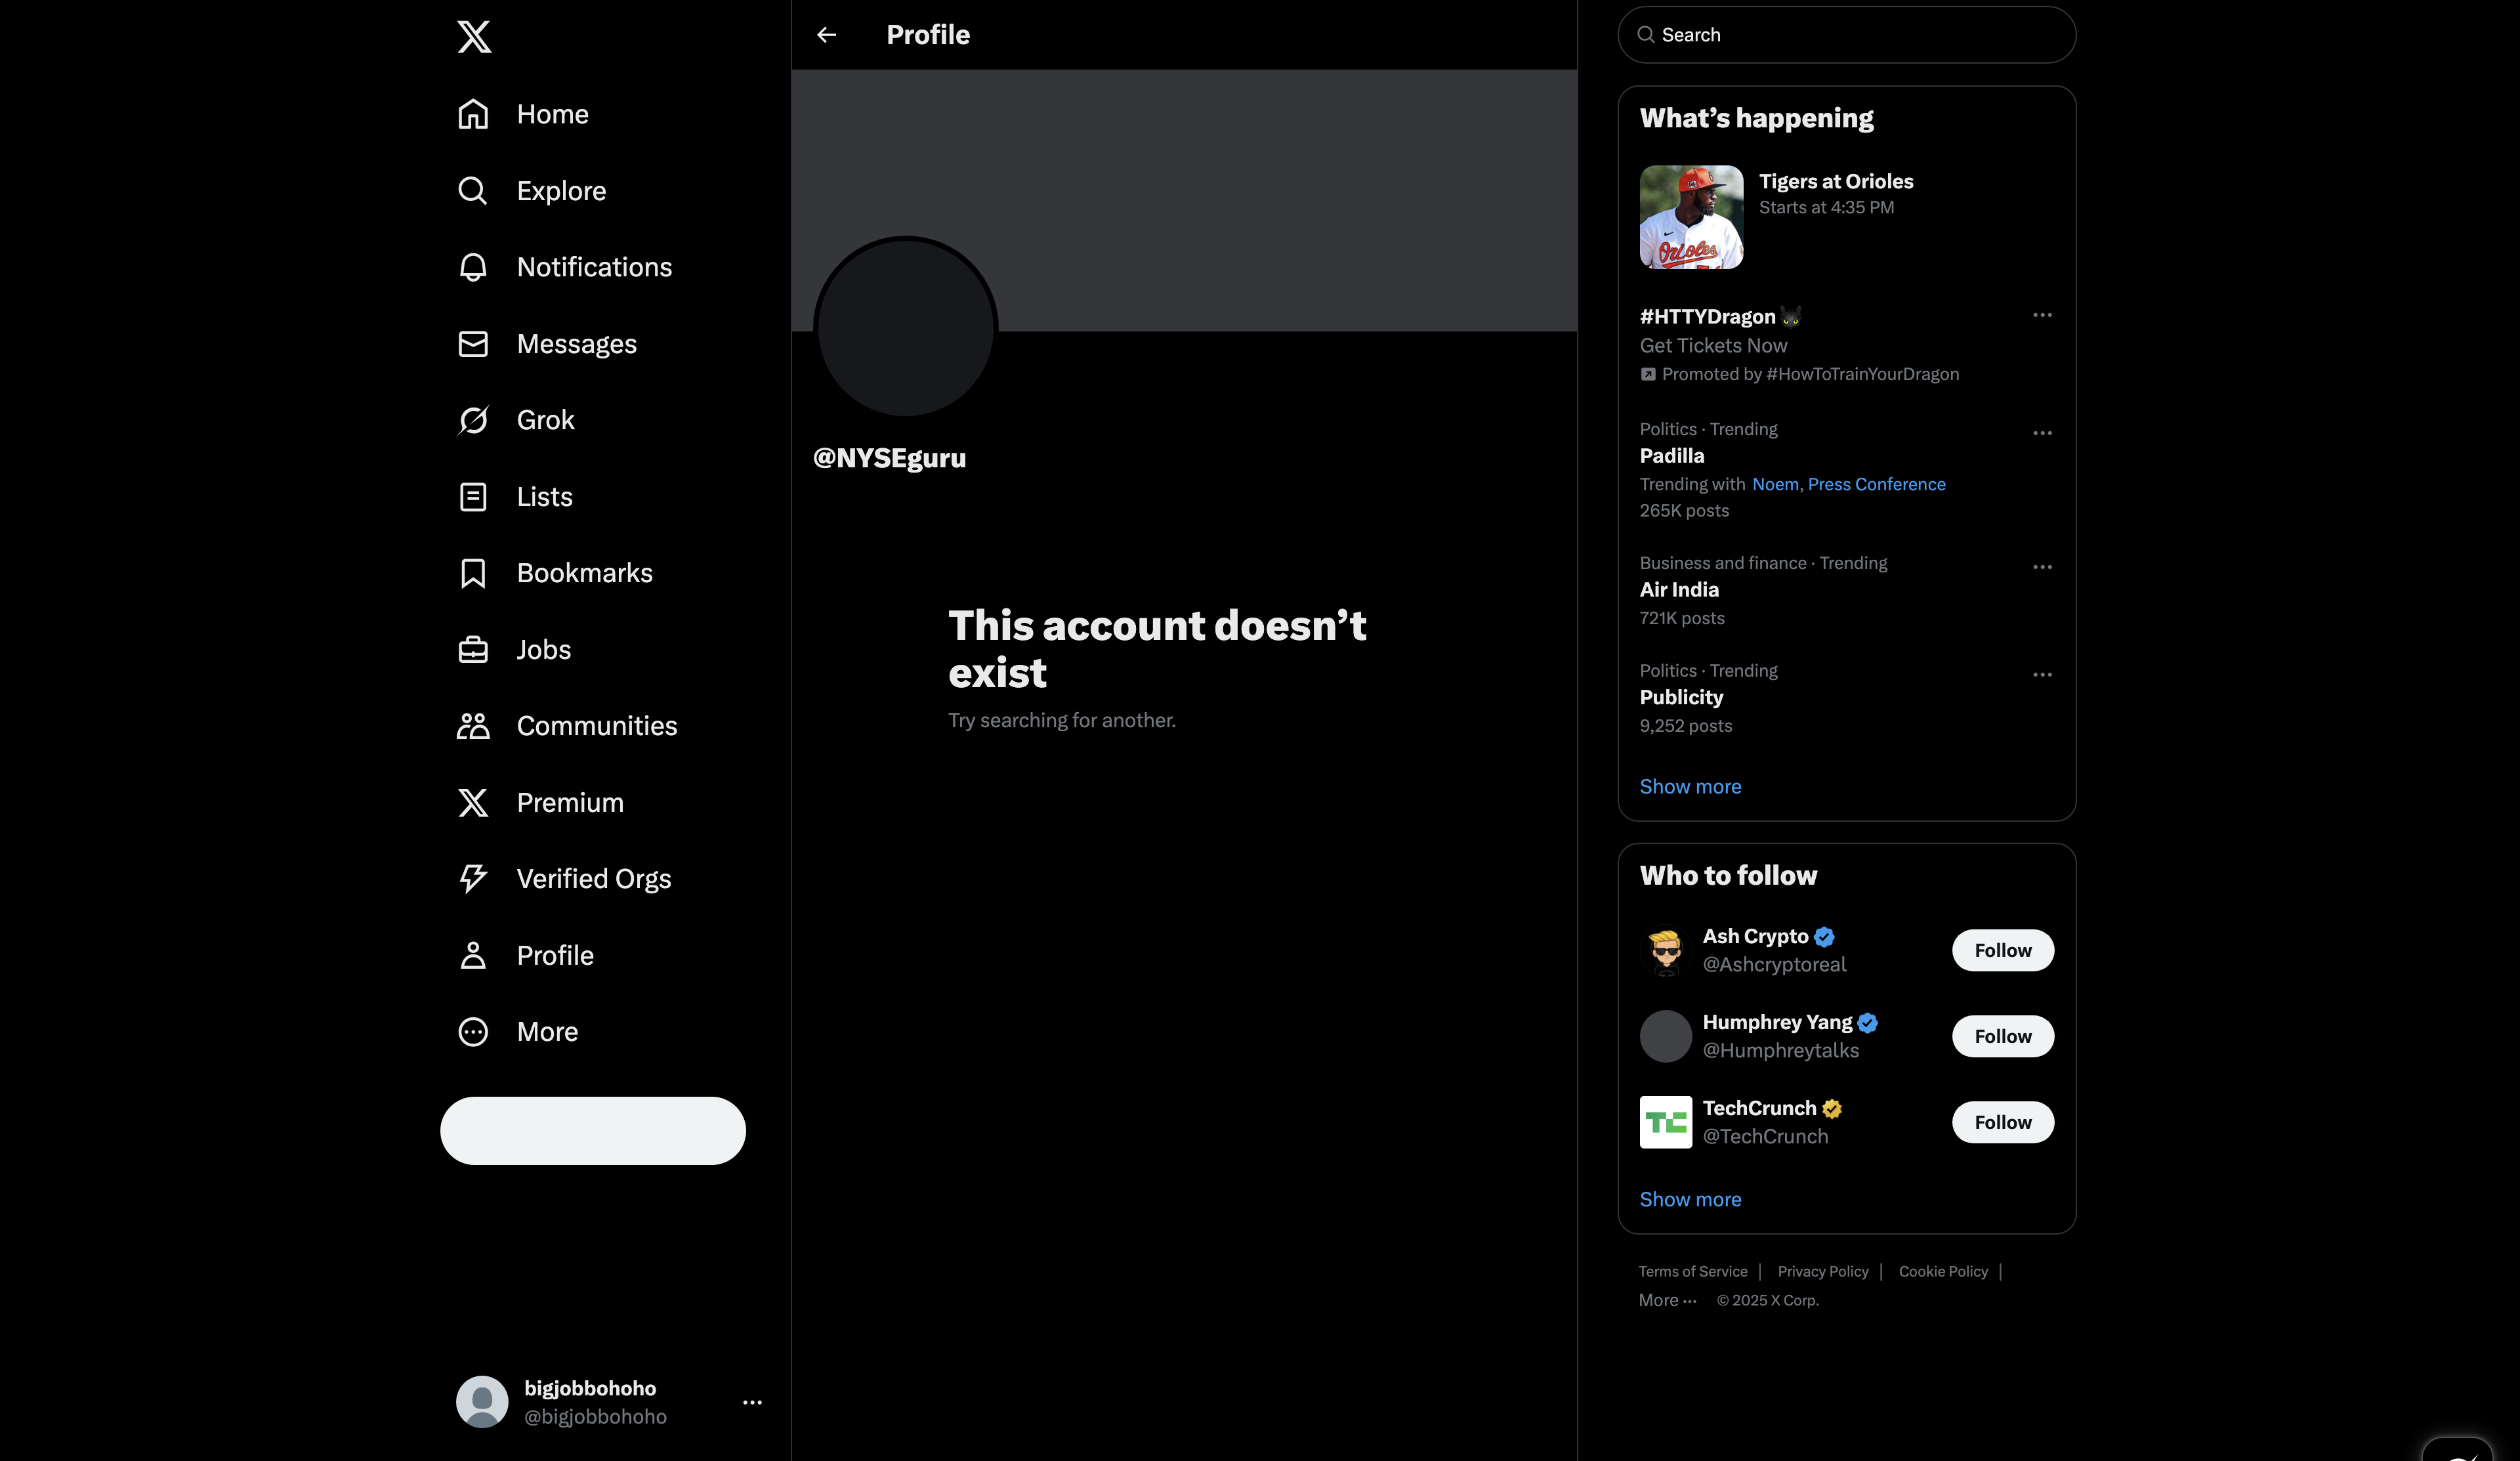 Home
Explore
Notifications
Messages
Grok
Lists
Bookmarks
Jobs
Communities
Premium
Verified Orgs
Profile
More
bigjobbohoho
@bigjobbohoho
Profile
@NYSEguru
This account doesn’t
exist
Try searching for another.
Search
What’s happening
Orioles
Tigers at Orioles
Starts at 4:35 PM
#HTTYDragon
Get Tickets Now
Promoted by #HowToTrainYourDragon
Politics · Trending
Padilla
Trending with Noem, Press Conference
265K posts
Business and finance · Trending
Air India
721K posts
Politics · Trending
Publicity
9,252 posts
Show more
Who to follow
Ash Crypto
@Ashcryptoreal
Follow
Humphrey Yang
@Humphreytalks
Follow
TC
TechCrunch
@TechCrunch
Follow
Show more
Terms of Service | Privacy Policy | Cookie Policy |
More ··· © 2025 X Corp.